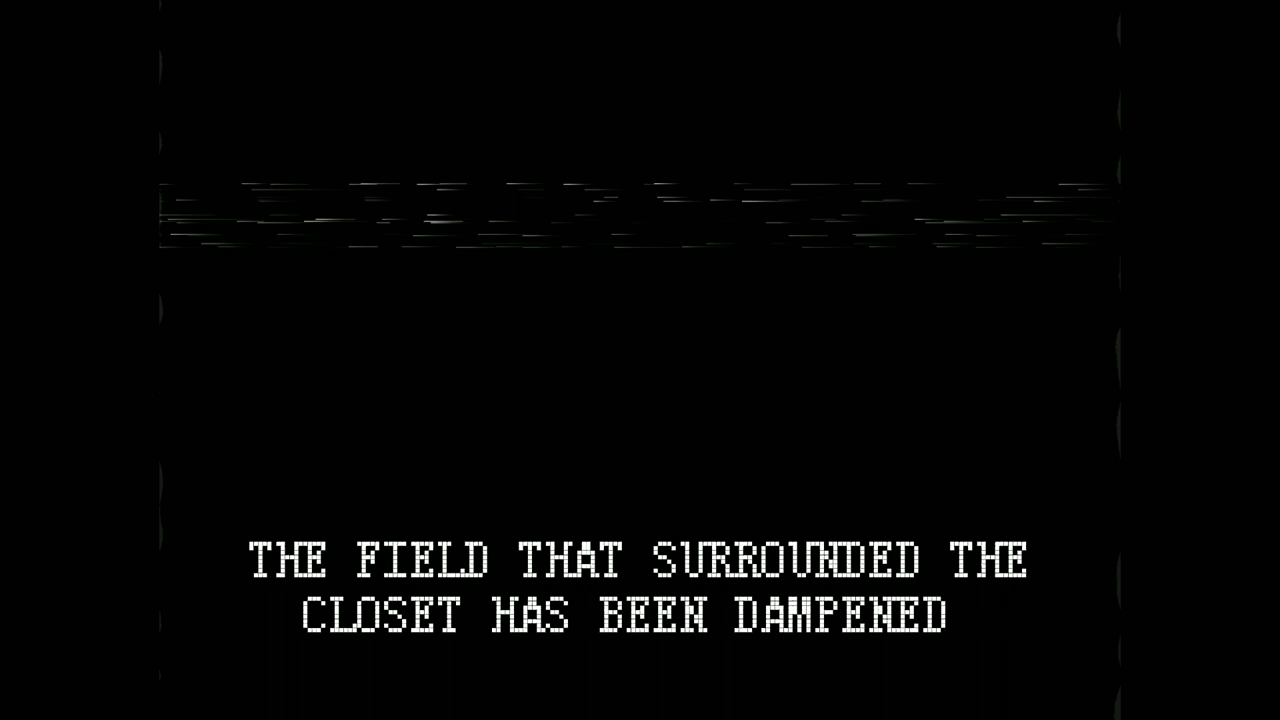 THE FIELD THAT SURROUNDED THE
CLOSET HAS BEEN DAMPENED